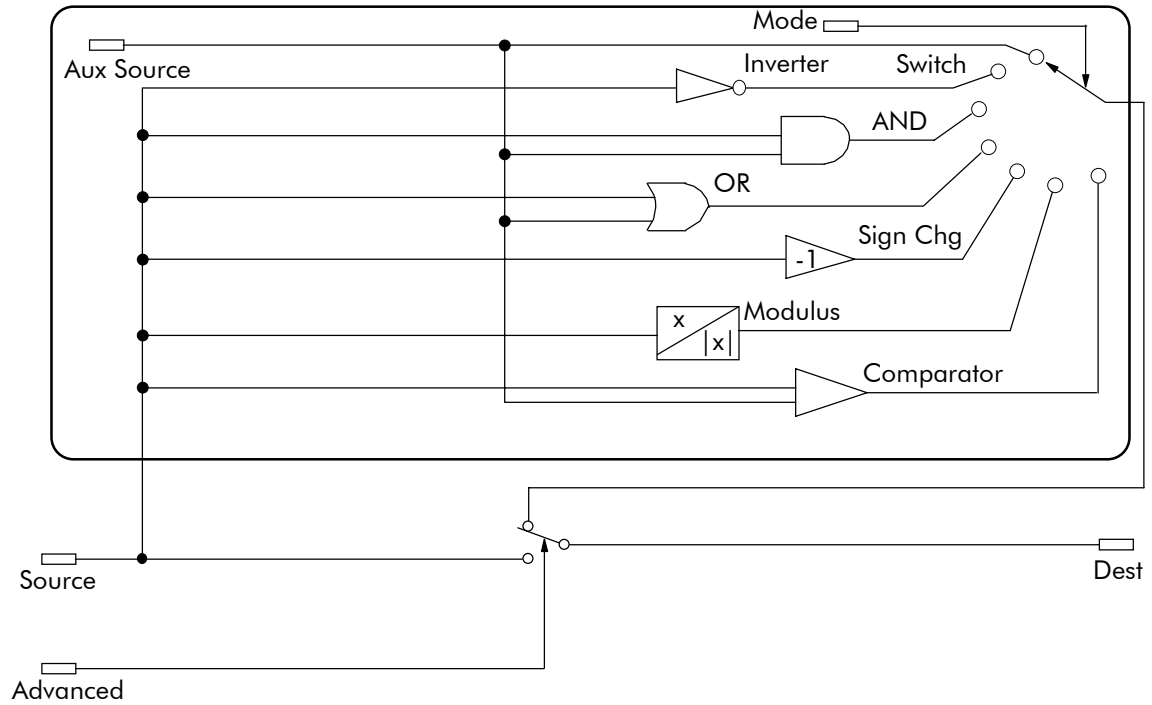 Mode
Aux Source
Inverter
Switch
AND
OR
Sign Chg
-1
Modulus
x
|x|
Comparator
Source
Dest
Advanced